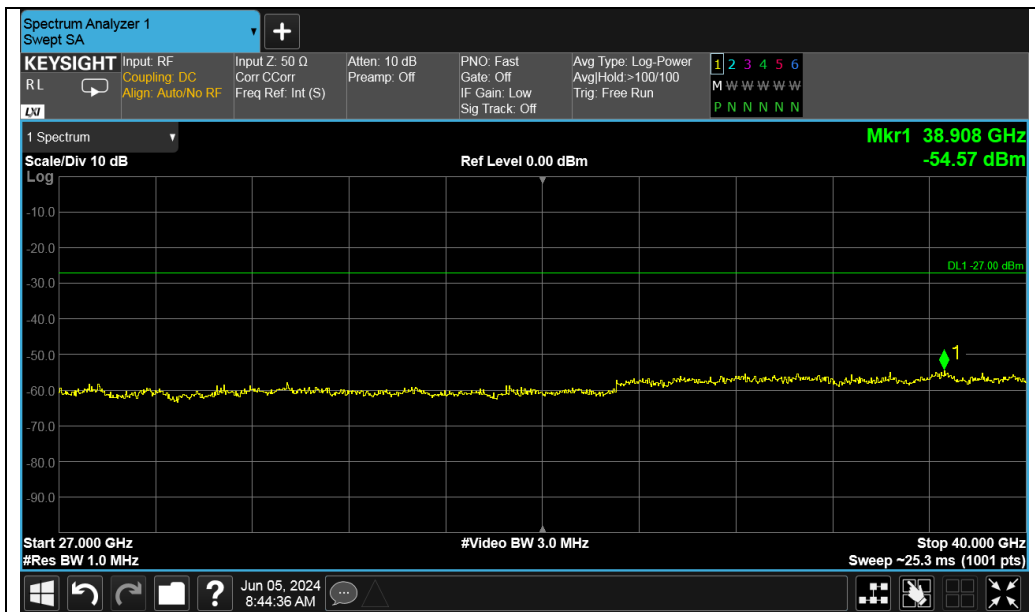 Spectrum Analyzer 1
Swept SA
+
KEYSIGHT
RL
LXI
Input: RF
Coupling: DC
Align: Auto/No RF
Input Z: 50 Ω
Corr CCorr
Freq Ref: Int (S)
Atten: 10 dB
Preamp: Off
PNO: Fast
Gate: Off
IF Gain: Low
Sig Track: Off
Avg Type: Log-Power
Avg|Hold:>100/100
Trig: Free Run
1 2 3 4 5 6
M W W W W W
P N N N N N
1 Spectrum
Mkr1 38.908 GHz
-54.57 dBm
Scale/Div 10 dB
Ref Level 0.00 dBm
Log
-10.0
-20.0
DL1 -27.00 dBm
-30.0
-40.0
-50.0
1
-60.0
-70.0
-80.0
-90.0
Start 27.000 GHz
#Video BW 3.0 MHz
Stop 40.000 GHz
#Res BW 1.0 MHz
Sweep ~25.3 ms (1001 pts)
?
Jun 05, 2024
8:44:36 AM